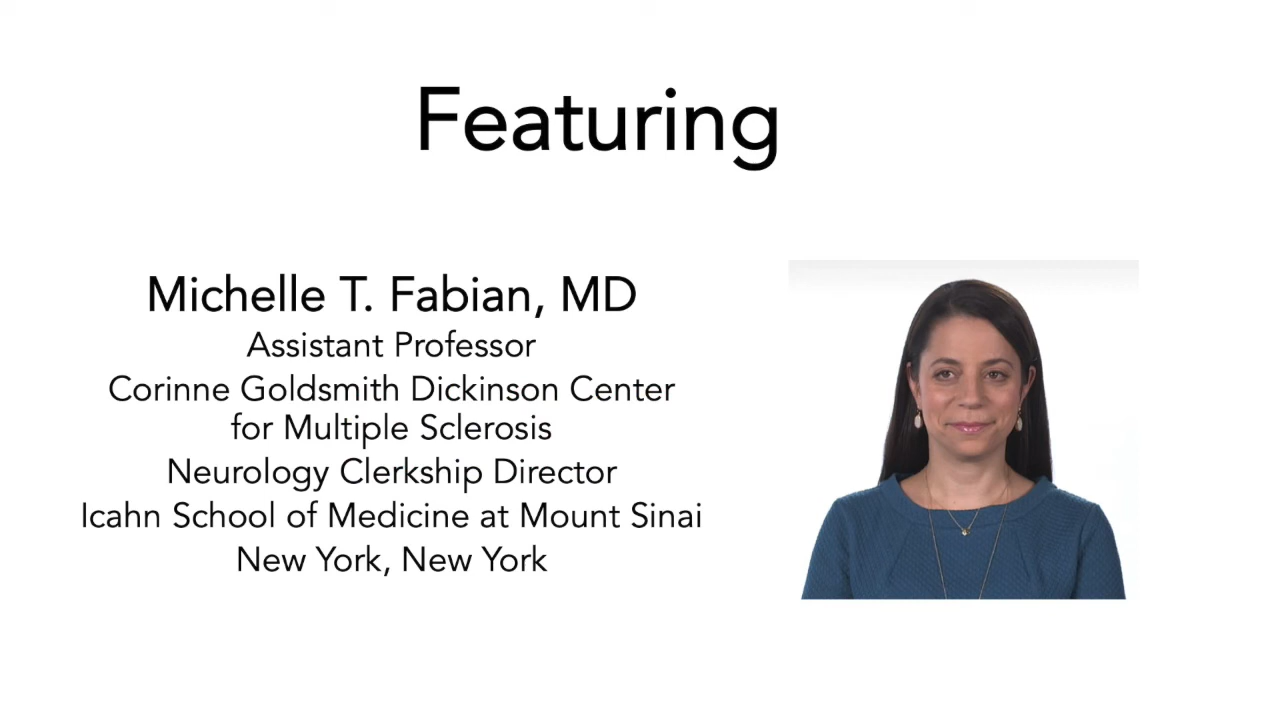 Featuring
Michelle T. Fabian, MD
Assistant Professor
Corinne Goldsmith Dickinson Center
for Multiple Sclerosis
Neurology Clerkship Director
Icahn School of Medicine at Mount Sinai
New York, New York